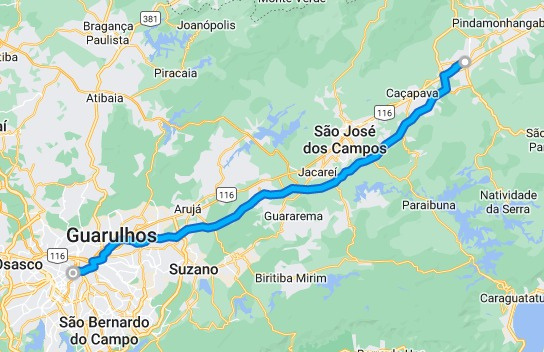 Monte Verde
381
Joanópolis
Bragança
Paulista
Pindamonhangaba
Piracaia
Atibaia
Caçapava
116
São José
dos Campos
Jacareí
116
Arujá
Guararema
Paraibuna
Natividade
da Serra
Guarulhos
116
Osasco
Suzano
Biritiba Mirim
Caraguatatu
São Bernardo
do Campo